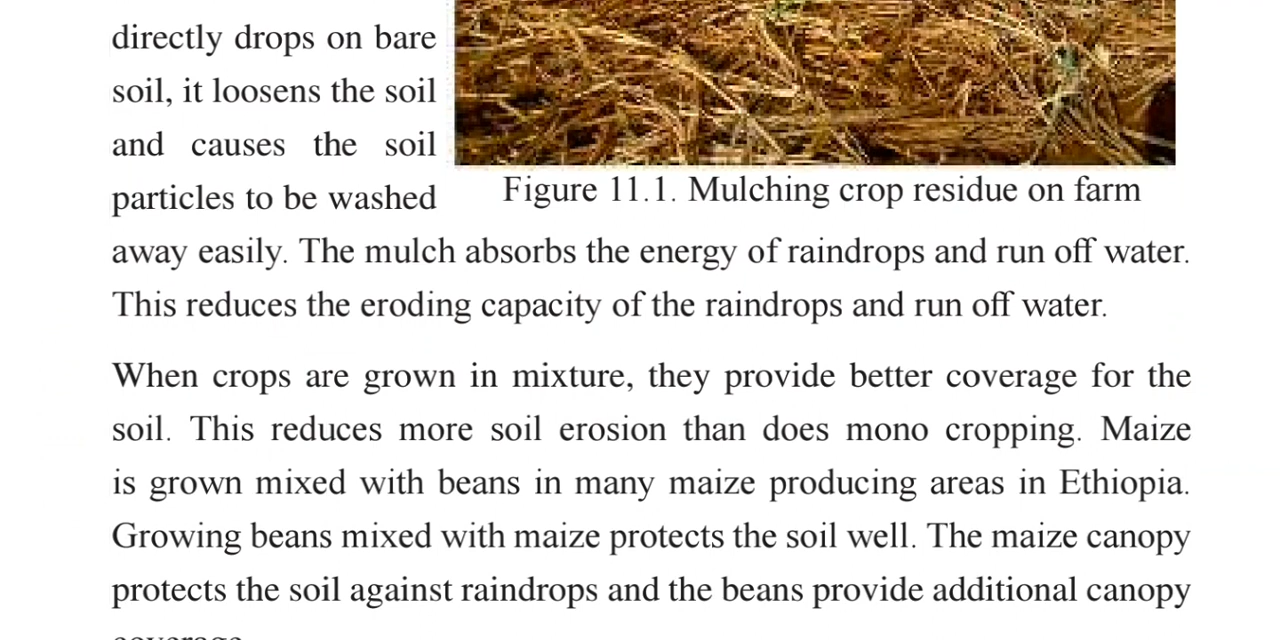 directly drops on bare
soil, it loosens the soil
and causes the soil
particles to be washed
Figure 11.1. Mulching crop residue on farm
away easily. The mulch absorbs the energy of raindrops and run off water.
This reduces the eroding capacity of the raindrops and run off water.
When crops are grown in mixture, they provide better coverage for the
soil. This reduces more soil erosion than does mono cropping. Maize
is grown mixed with beans in many maize producing areas in Ethiopia.
Growing beans mixed with maize protects the soil well. The maize canopy
protects the soil against raindrops and the beans provide additional canopy